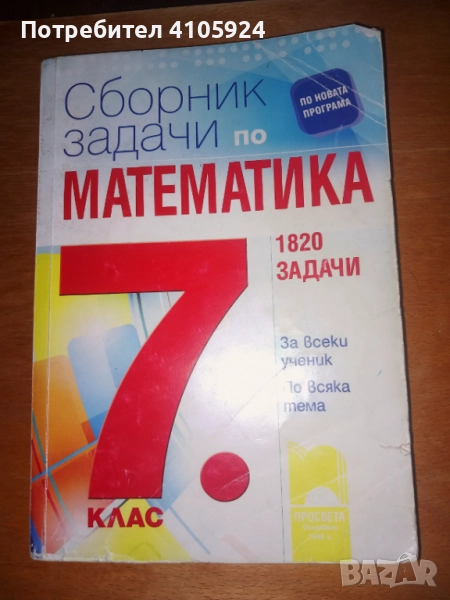 Потребител 4105924
Сборник
задачи по
МАТЕМАТИКА
ПО НОВАТА
ПРОГРАМА
7.
КЛАС
1820
ЗАДАЧИ
За всеки
ученик
По всяка
тема
ПРОСВЕТА
BAZAR